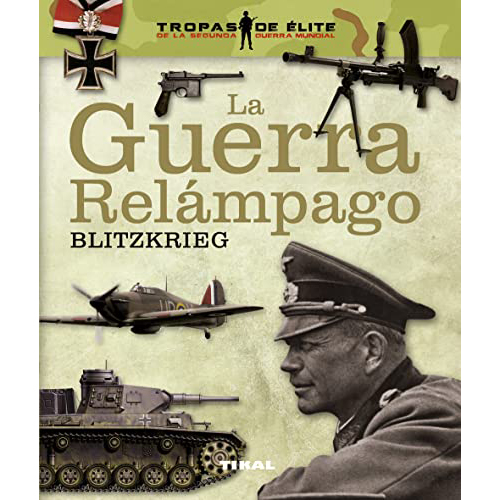 TROPAS DE ÉLITE
DE LA SEGUNDA GUERRA MUNDIAL
La
Guerra
Relámpago
BLITZKRIEG
TIKAL